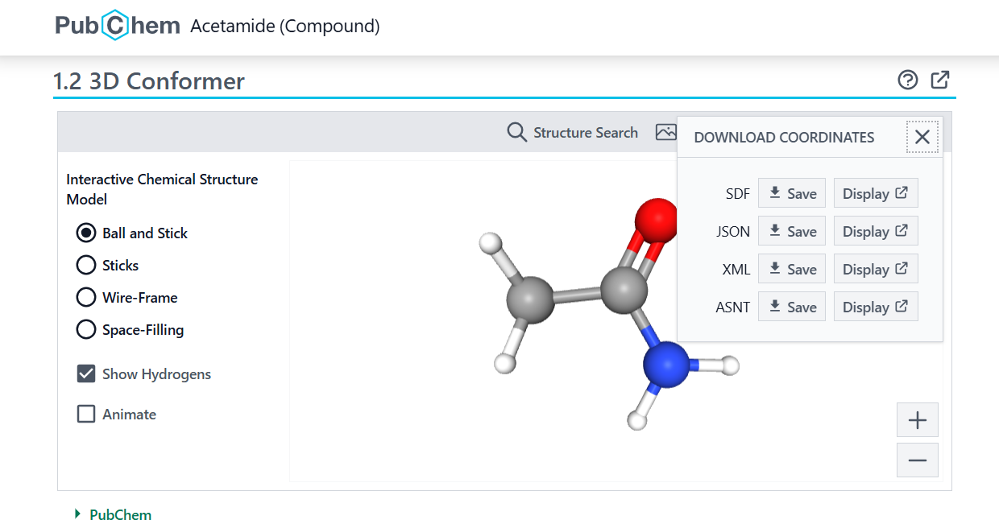 PubChem Acetamide (Compound)
1.2 3D Conformer
Structure Search
DOWNLOAD COORDINATES
Interactive Chemical Structure
Model
Ball and Stick
Sticks
Wire-Frame
Space-Filling
Show Hydrogens
Animate
SDF Save Display
JSON Save Display
XML Save Display
ASNT Save Display
PubChem